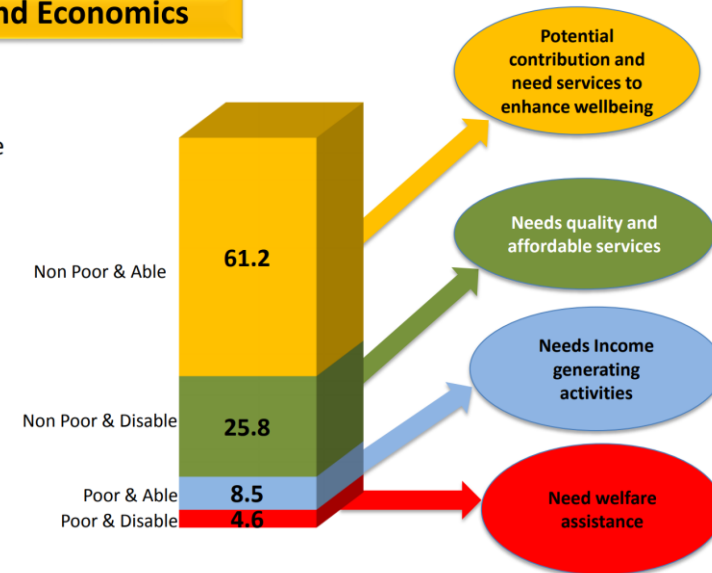 nd Economics
e
Non Poor & Able
61.2
Non Poor & Disable
25.8
Poor & Able
8.5
Poor & Disable
4.6
Potential
contribution and
need services to
enhance wellbeing
Needs quality and
affordable services
Needs Income
generating
activities
Need welfare
assistance